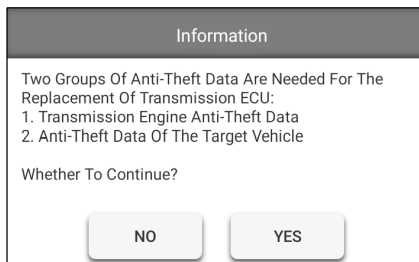 Information
Two Groups Of Anti-Theft Data Are Needed For The
Replacement Of Transmission ECU:
1. Transmission Engine Anti-Theft Data
2. Anti-Theft Data Of The Target Vehicle
Whether To Continue?
NO YES